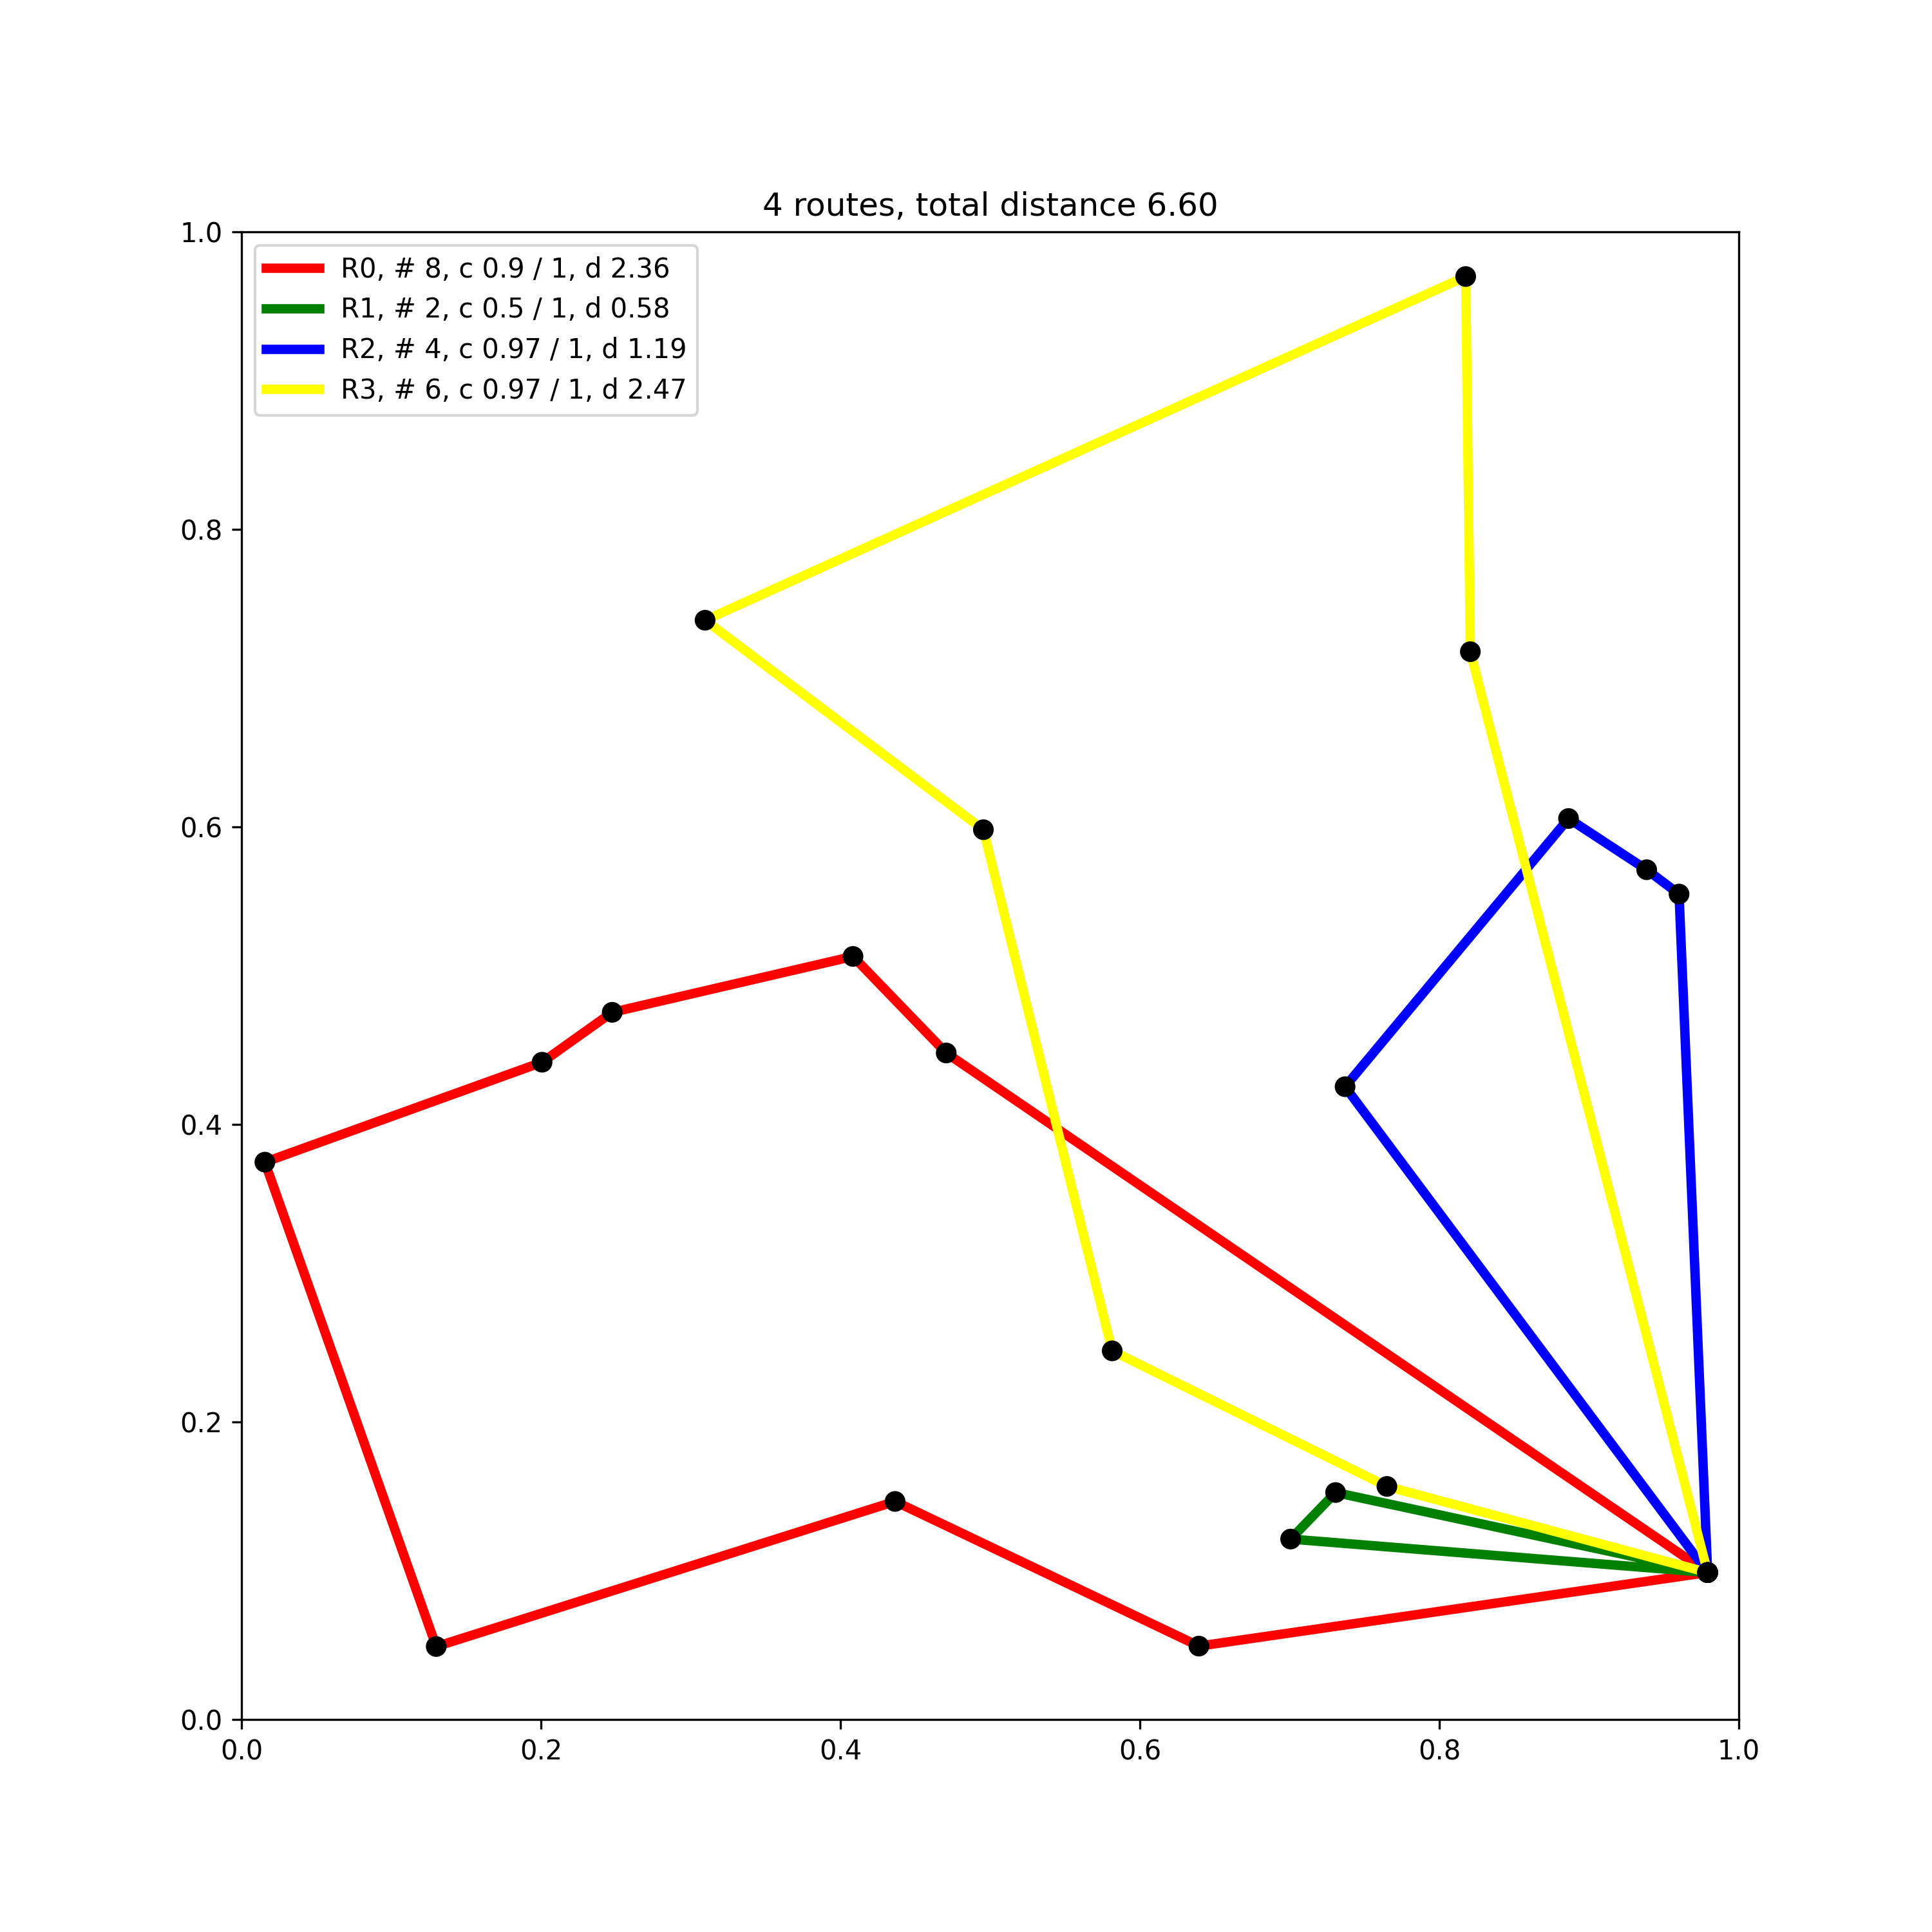 4 routes, total distance 6.60
1.0
R0, # 8, c 0.9 / 1, d 2.36
R1, # 2, c 0.5 / 1, d 0.58
R2, # 4, c 0.97 / 1, d 1.19
R3, # 6, c 0.97 / 1, d 2.47
0.8
0.6
0.4
0.2
0.0
0.0 0.2 0.4 0.6 0.8 1.0